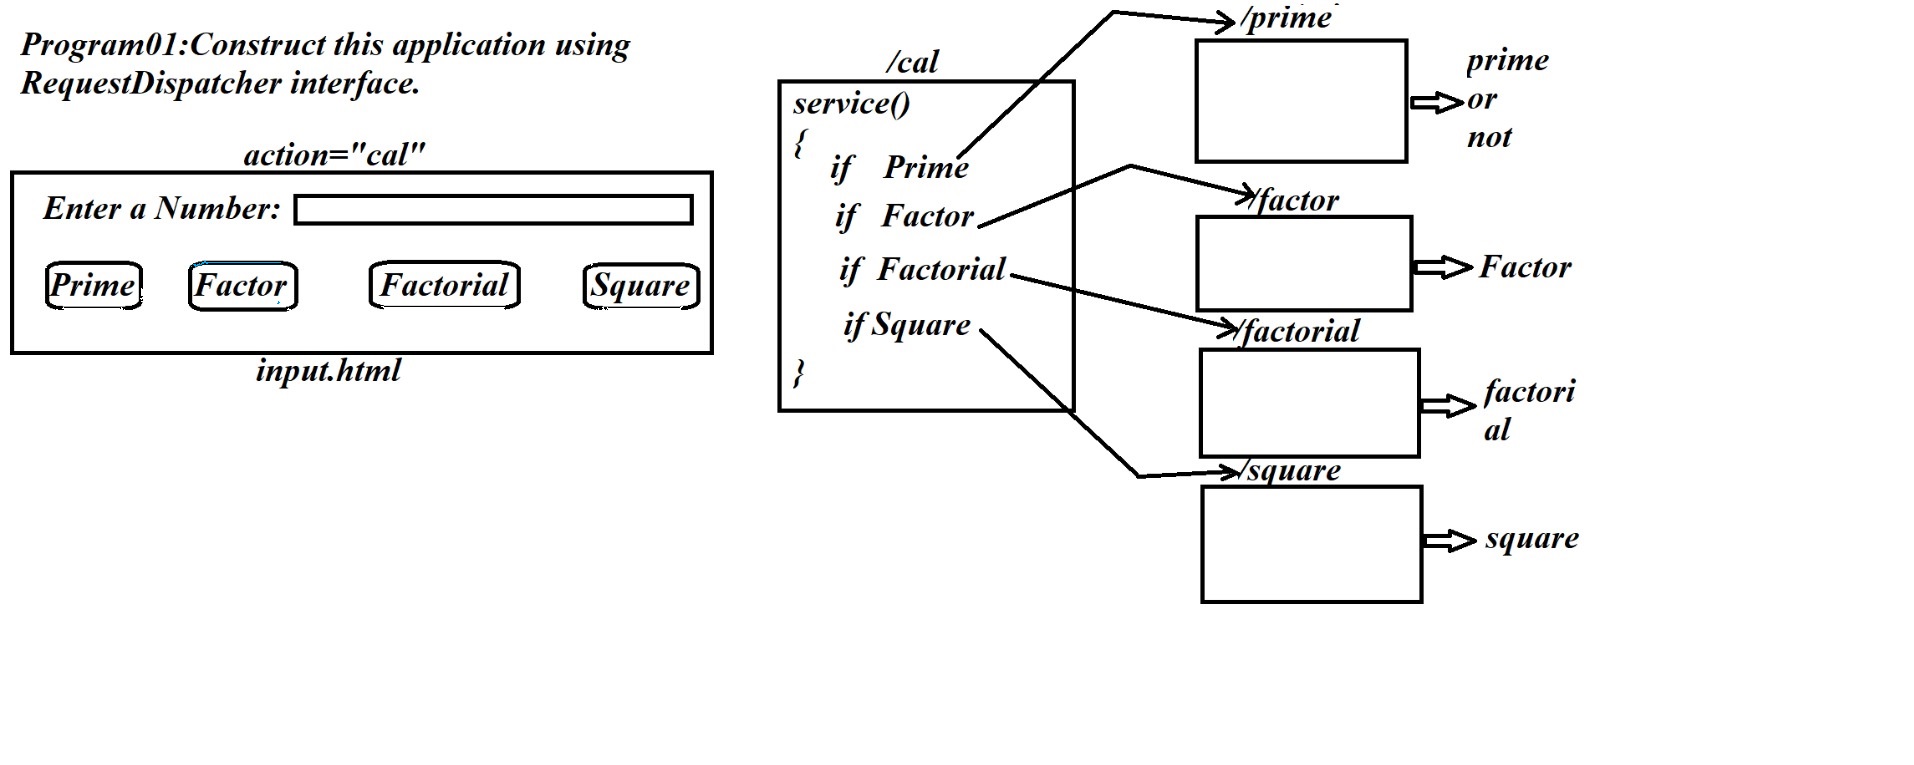 Program01:Construct this application using
RequestDispatcher interface.
action="cal"
Enter a Number:
Prime
Factor
Factorial
Square
input.html
/cal
service()
{
if Prime
if Factor
if Factorial
if Square
}
/prime
prime
or
not
/factor
Factor
/factorial
factori
al
/square
square